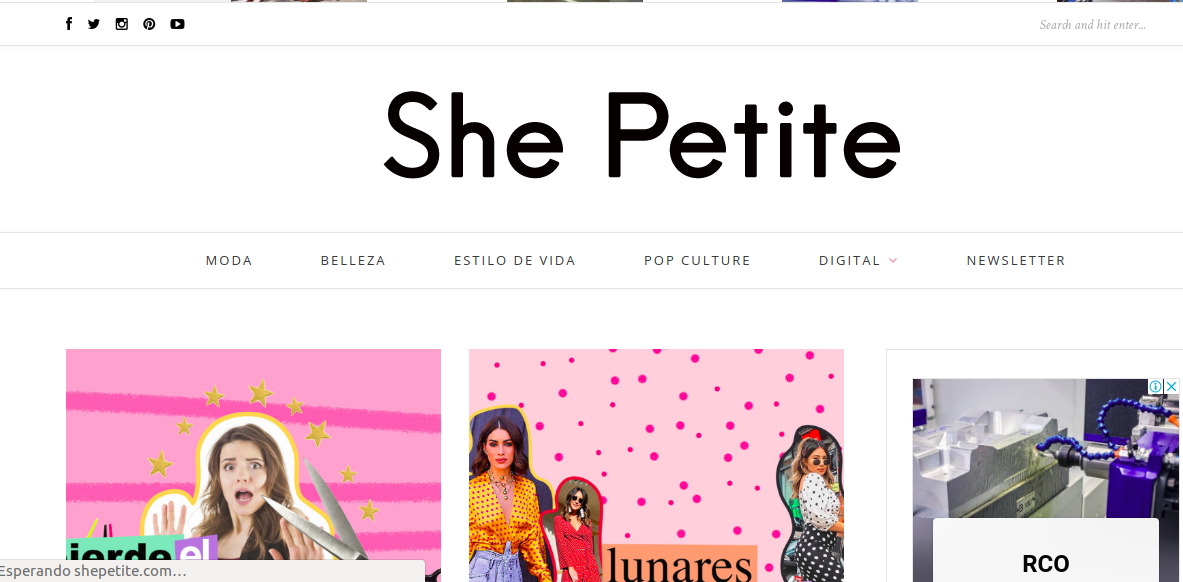 Search and hit enter...
She Petite
MODA BELLEZA ESTILO DE VIDA POP CULTURE DIGITAL NEWSLETTER
el
lunares
RCO
Esperando shepetite.com...